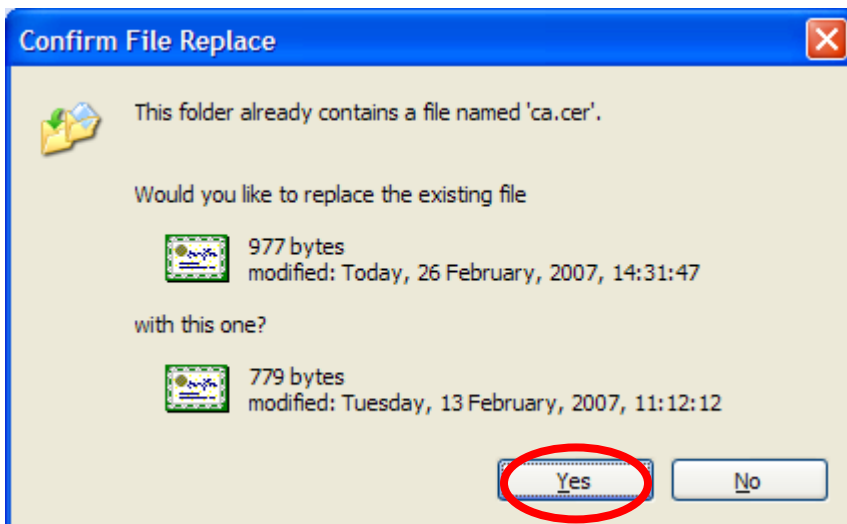 Confirm File Replace
This folder already contains a file named 'ca.cer'.
Would you like to replace the existing file
977 bytes
modified: Today, 26 February, 2007, 14:31:47
with this one?
779 bytes
modified: Tuesday, 13 February, 2007, 11:12:12
Yes No